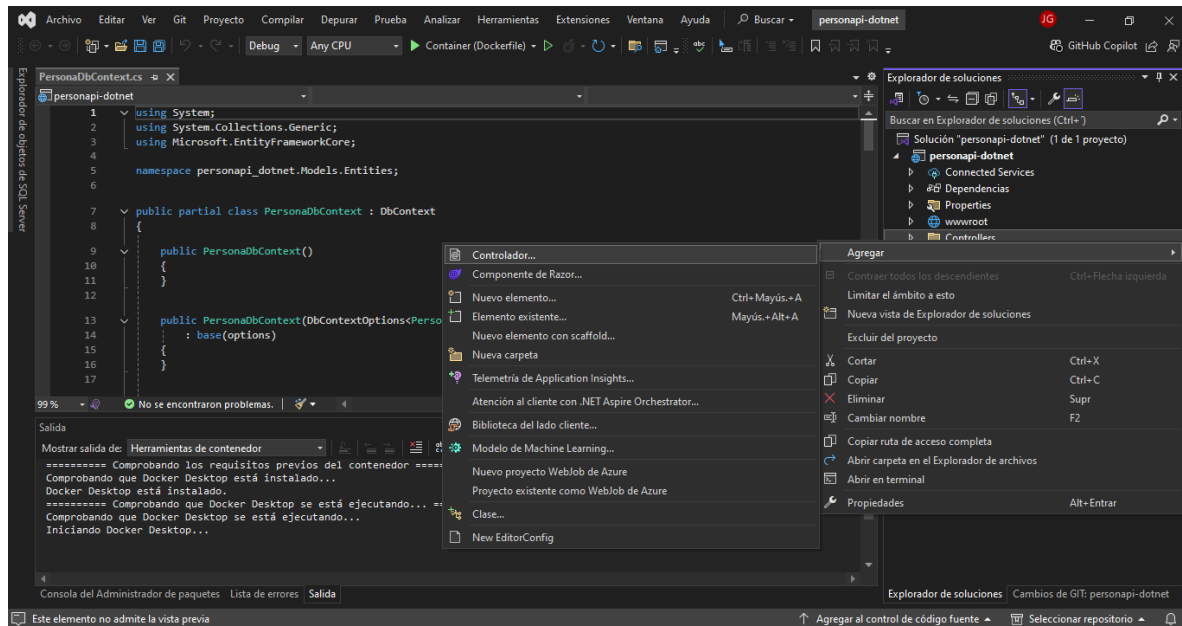 Archivo Editar Ver Git Proyecto Compilar Depurar Prueba Analizar Herramientas Extensiones Ventana Ayuda Buscar personapi-dotnet JG
Debug Any CPU Container (Dockerfile) GitHub Copilot
Explorador de objetos de SQL Server
PersonaDbContext.cs
personapi-dotnet
1 using System;
2 using System.Collections.Generic;
3 using Microsoft.EntityFrameworkCore;
4
5 namespace personapi_dotnet.Models.Entities;
6
7 public partial class PersonaDbContext : DbContext
8 {
9 public PersonaDbContext()
10 {
11 }
12
13 public PersonaDbContext(DbContextOptions<Perso
14 : base(options)
15 {
16 }
17
99 % No se encontraron problemas.
Salida
Mostrar salida de: Herramientas de contenedor
========== Comprobando los requisitos previos del contenedor =====
Comprobando que Docker Desktop está instalado...
Docker Desktop está instalado.
========== Comprobando que Docker Desktop se está ejecutando... ==
Comprobando que Docker Desktop se está ejecutando...
Iniciando Docker Desktop...
Consola del Administrador de paquetes Lista de errores Salida
Controlador...
Componente de Razor...
Nuevo elemento... Ctrl+Mayús.+A
Elemento existente... Mayús.+Alt+A
Nuevo elemento con scaffold...
Nueva carpeta
Telemetría de Application Insights...
Atención al cliente con .NET Aspire Orchestrator...
Biblioteca del lado cliente...
Modelo de Machine Learning...
Nuevo proyecto WebJob de Azure
Proyecto existente como WebJob de Azure
Clase...
New EditorConfig
Explorador de soluciones
Buscar en Explorador de soluciones (Ctrl+´)
Solución "personapi-dotnet" (1 de 1 proyecto)
personapi-dotnet
Connected Services
Dependencias
Properties
wwwroot
Controllers
Agregar
Contraer todos los descendientes Ctrl+Flecha izquierda
Limitar el ámbito a esto
Nueva vista de Explorador de soluciones
Excluir del proyecto
Cortar Ctrl+X
Copiar Ctrl+C
Eliminar Supr
Cambiar nombre F2
Copiar ruta de acceso completa
Abrir carpeta en el Explorador de archivos
Abrir en terminal
Propiedades Alt+Entrar
Explorador de soluciones Cambios de GIT: personapi-dotnet
Este elemento no admite la vista previa Agregar al control de código fuente Seleccionar repositorio